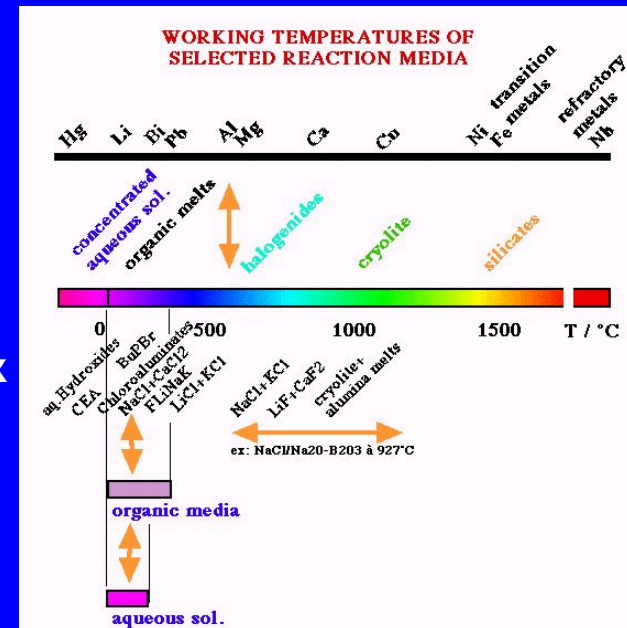 WORKING TEMPERATURES OF
SELECTED REACTION MEDIA
Hg
Li
Bi
Pb
Al
Mg
Ca
Cu
Ni
Fe
transition
metals
refractory
metals
Nb
concentrated
aqueous sol.
organic melts
halogenides
cryolite
silicates
0 500 1000 1500 T / °C
aq.Hydroxides
CEA
BuPBr
Chloroaluminates
NaCl+CaCl2
FLiNaK
LiCl+KCl
NaCl+KCl
LiF+CaF2
cryolite+
alumina melts
ex: NaCl/Na20-B203 à 927°C
organic media
aqueous sol.
x